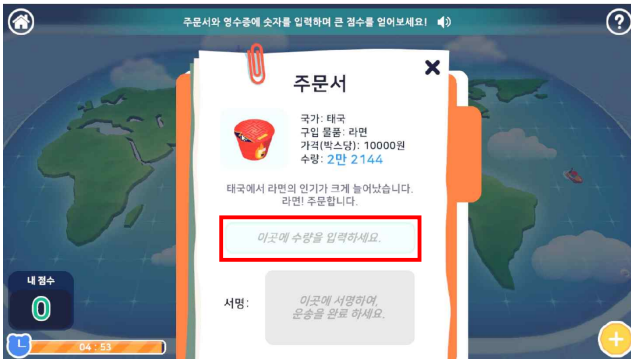 주문서와 영수증에 숫자를 입력하며 큰 점수를 얻어보세요!
?
주문서
국가: 태국
구입 물품: 라면
가격(박스당): 10000원
수량: 2만 2144
태국에서 라면의 인기가 크게 늘어났습니다.
라면! 주문합니다.
이곳에 수량을 입력하세요.
서명:
이곳에 서명하여,
운송을 완료 하세요.
내 점수
0
04 : 53